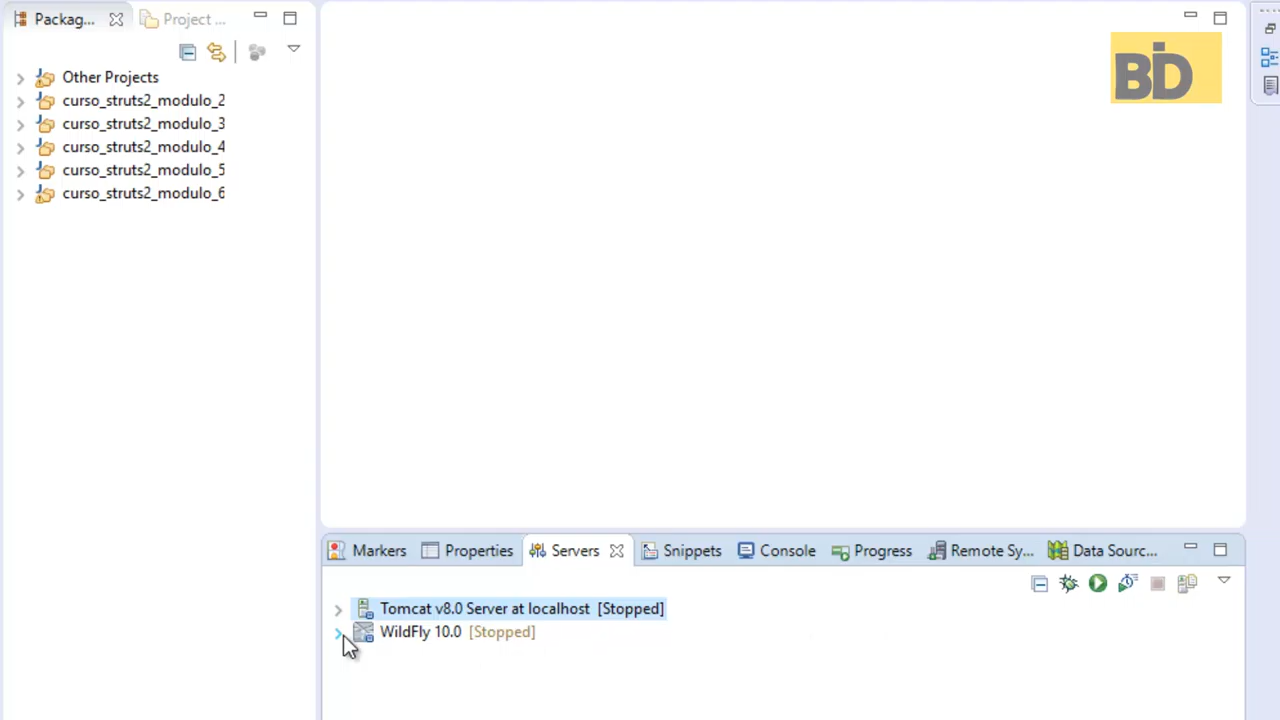 Packag...
Project ...
BID
Other Projects
curso_struts2_modulo_2
curso_struts2_modulo_3
curso_struts2_modulo_4
curso_struts2_modulo_5
curso_struts2_modulo_6
Markers
Properties
Servers
Snippets
Console
Progress
Remote Sy...
Data Sourc...
Tomcat v8.0 Server at localhost [Stopped]
WildFly 10.0 [Stopped]